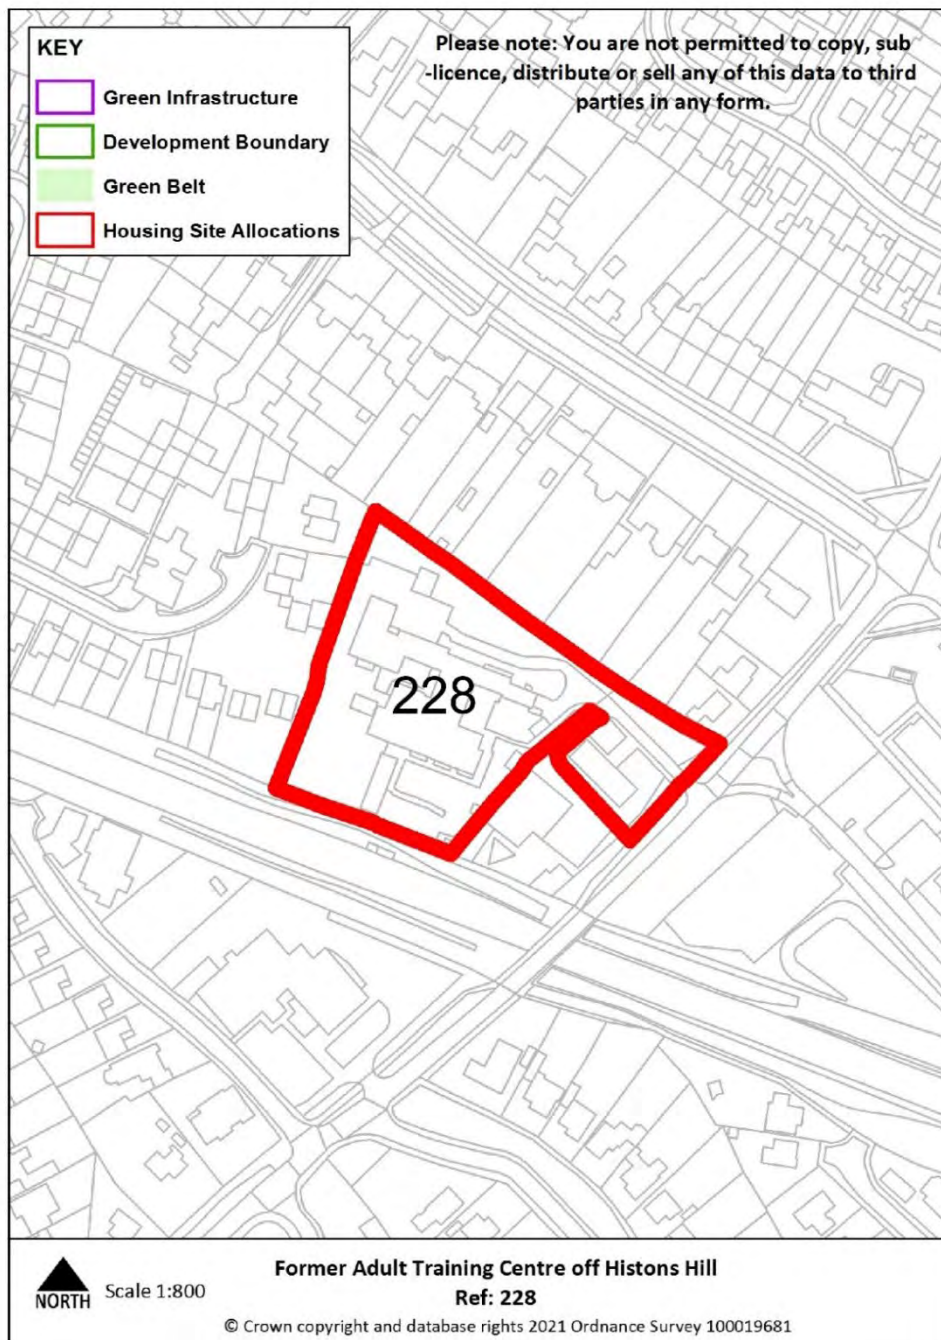 KEY
Green Infrastructure
Development Boundary
Green Belt
Housing Site Allocations
Please note: You are not permitted to copy, sub
-licence, distribute or sell any of this data to third
parties in any form.
228
NORTH
Scale 1:800
Former Adult Training Centre off Histons Hill
Ref: 228
© Crown copyright and database rights 2021 Ordnance Survey 100019681